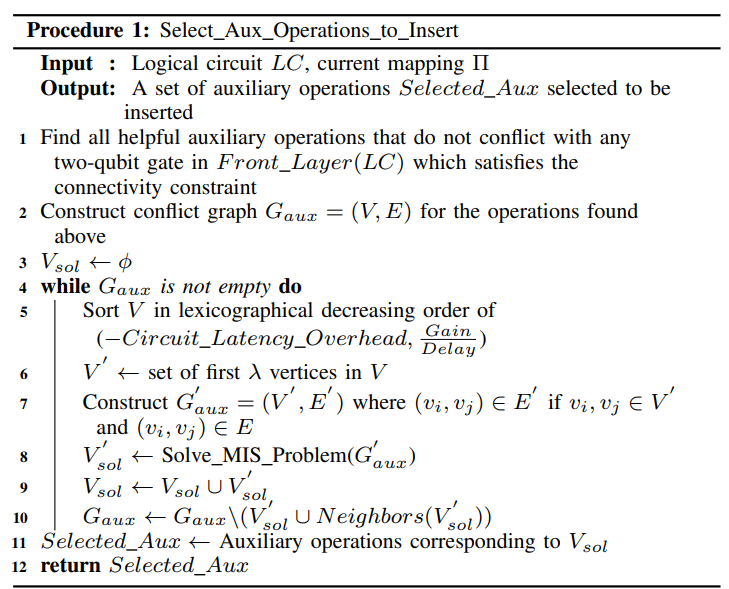 Procedure 1: Select_Aux_Operations_to_Insert
Input : Logical circuit LC, current mapping Π
Output: A set of auxiliary operations Selected_Aux selected to be
inserted
1 Find all helpful auxiliary operations that do not conflict with any
two-qubit gate in Front_Layer(LC) which satisfies the
connectivity constraint
2 Construct conflict graph G_aux = (V, E) for the operations found
above
3 V_sol ← ϕ
4 while G_aux is not empty do
5 Sort V in lexicographical decreasing order of
(−Circuit_Latency_Overhead, Gain/Delay)
6 V′ ← set of first λ vertices in V
7 Construct G′_aux = (V′, E′) where (v_i, v_j) ∈ E′ if v_i, v_j ∈ V′
and (v_i, v_j) ∈ E
8 V′_sol ← Solve_MIS_Problem(G′_aux)
9 V_sol ← V_sol ∪ V′_sol
10 G_aux ← G_aux\(V′_sol ∪ Neighbors(V′_sol))
11 Selected_Aux ← Auxiliary operations corresponding to V_sol
12 return Selected_Aux